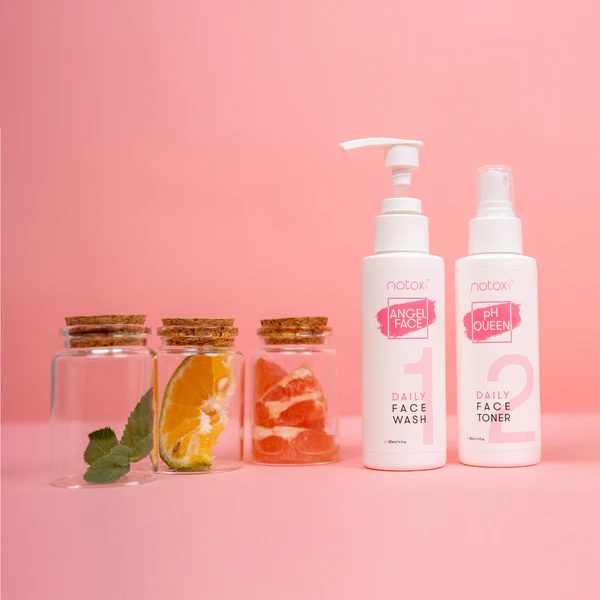 notox
ANGEL
FACE
1
DAILY
FACE
WASH
notox
pH
QUEEN
2
DAILY
FACE
TONER